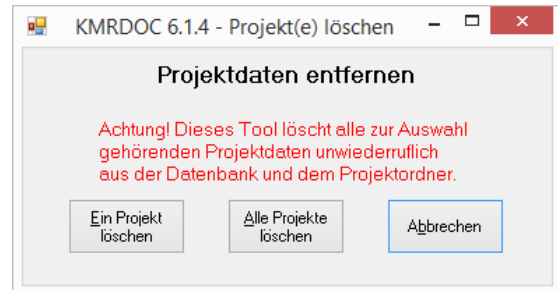 KMRDOC 6.1.4 - Projekt(e) löschen
Projektdaten entfernen
Achtung! Dieses Tool löscht alle zur Auswahl
gehörenden Projektdaten unwiederruflich
aus der Datenbank und dem Projektordner.
Ein Projekt
löschen
Alle Projekte
löschen
Abbrechen